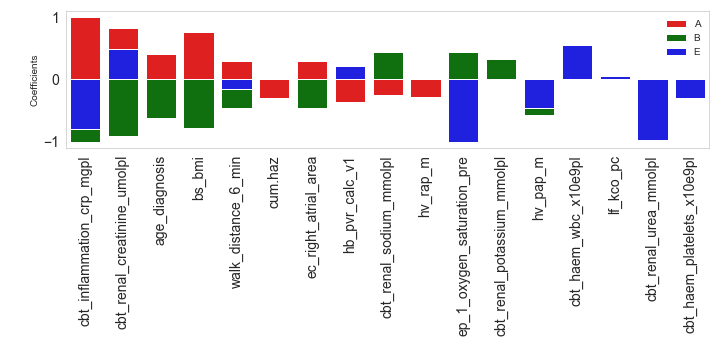 Coefficients
1
0
−1
A
B
E
cbt_inflammation_crp_mgpl
cbt_renal_creatinine_umolpl
age_diagnosis
bs_bmi
walk_distance_6_min
cum.haz
ec_right_atrial_area
hb_pvr_calc_v1
cbt_renal_sodium_mmolpl
hv_rap_m
ep_1_oxygen_saturation_pre
cbt_renal_potassium_mmolpl
hv_pap_m
cbt_haem_wbc_x10e9pl
lf_kco_pc
cbt_renal_urea_mmolpl
cbt_haem_platelets_x10e9pl